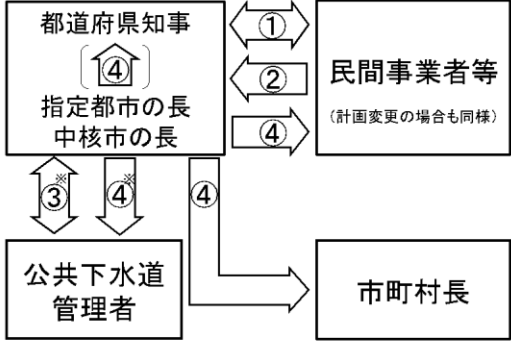 都道府県知事
④
指定都市の長
中核市の長
①
②
④
民間事業者等
(計画変更の場合も同様)
③※
④※
④
公共下水道
管理者
市町村長